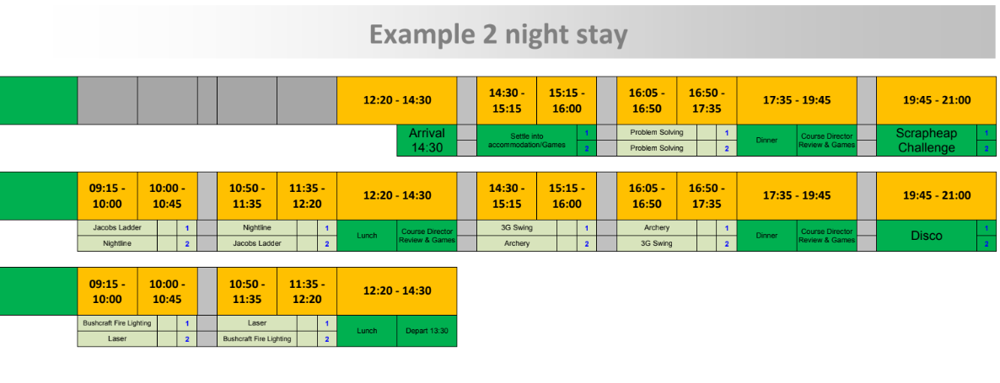 Example 2 night stay
12:20 - 14:30
14:30 -
15:15
15:15 -
16:00
16:05 -
16:50
16:50 -
17:35
17:35 - 19:45
19:45 - 21:00
Arrival
14:30
Settle into
accommodation/Games
1
2
Problem Solving
1
Problem Solving
2
Dinner
Course Director
Review & Games
Scrapheap
Challenge
1
2
09:15 -
10:00
10:00 -
10:45
10:50 -
11:35
11:35 -
12:20
12:20 - 14:30
14:30 -
15:15
15:15 -
16:00
16:05 -
16:50
16:50 -
17:35
17:35 - 19:45
19:45 - 21:00
Jacobs Ladder
1
Nightline
2
Nightline
1
Jacobs Ladder
2
Lunch
Course Director
Review & Games
3G Swing
1
Archery
2
Archery
1
3G Swing
2
Dinner
Course Director
Review & Games
Disco
1
2
09:15 -
10:00
10:00 -
10:45
10:50 -
11:35
11:35 -
12:20
12:20 - 14:30
Bushcraft Fire Lighting
1
Laser
2
Laser
1
Bushcraft Fire Lighting
2
Lunch
Depart 13:30